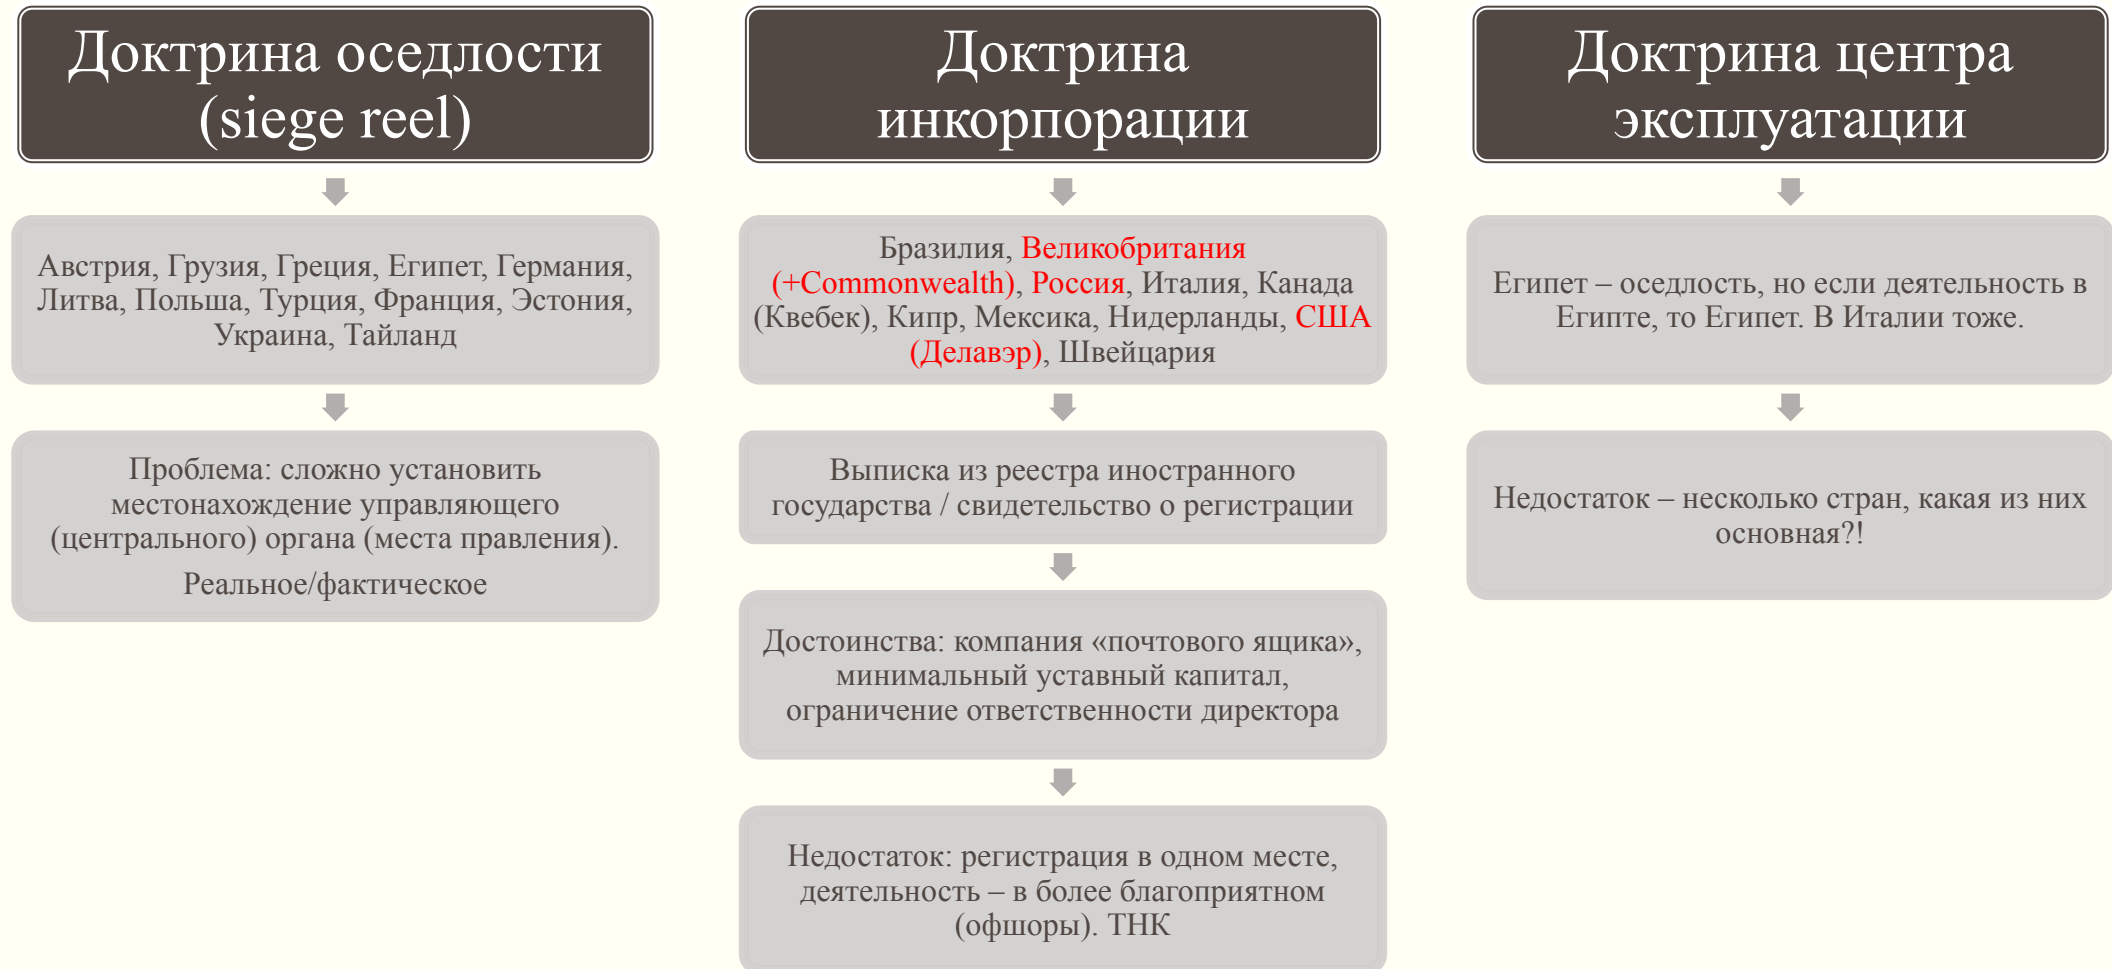 Доктрина оседлости
(siege reel)
Австрия, Грузия, Греция, Египет, Германия,
Литва, Польша, Турция, Франция, Эстония,
Украина, Тайланд
Проблема: сложно установить
местонахождение управляющего
(центрального) органа (места правления).
Реальное/фактическое
Доктрина
инкорпорации
Бразилия, Великобритания
(+Commonwealth), Россия, Италия, Канада
(Квебек), Кипр, Мексика, Нидерланды, США
(Делавэр), Швейцария
Выписка из реестра иностранного
государства / свидетельство о регистрации
Достоинства: компания «почтового ящика»,
минимальный уставный капитал,
ограничение ответственности директора
Недостаток: регистрация в одном месте,
деятельность – в более благоприятном
(офшоры). ТНК
Доктрина центра
эксплуатации
Египет – оседлость, но если деятельность в
Египте, то Египет. В Италии тоже.
Недостаток – несколько стран, какая из них
основная?!